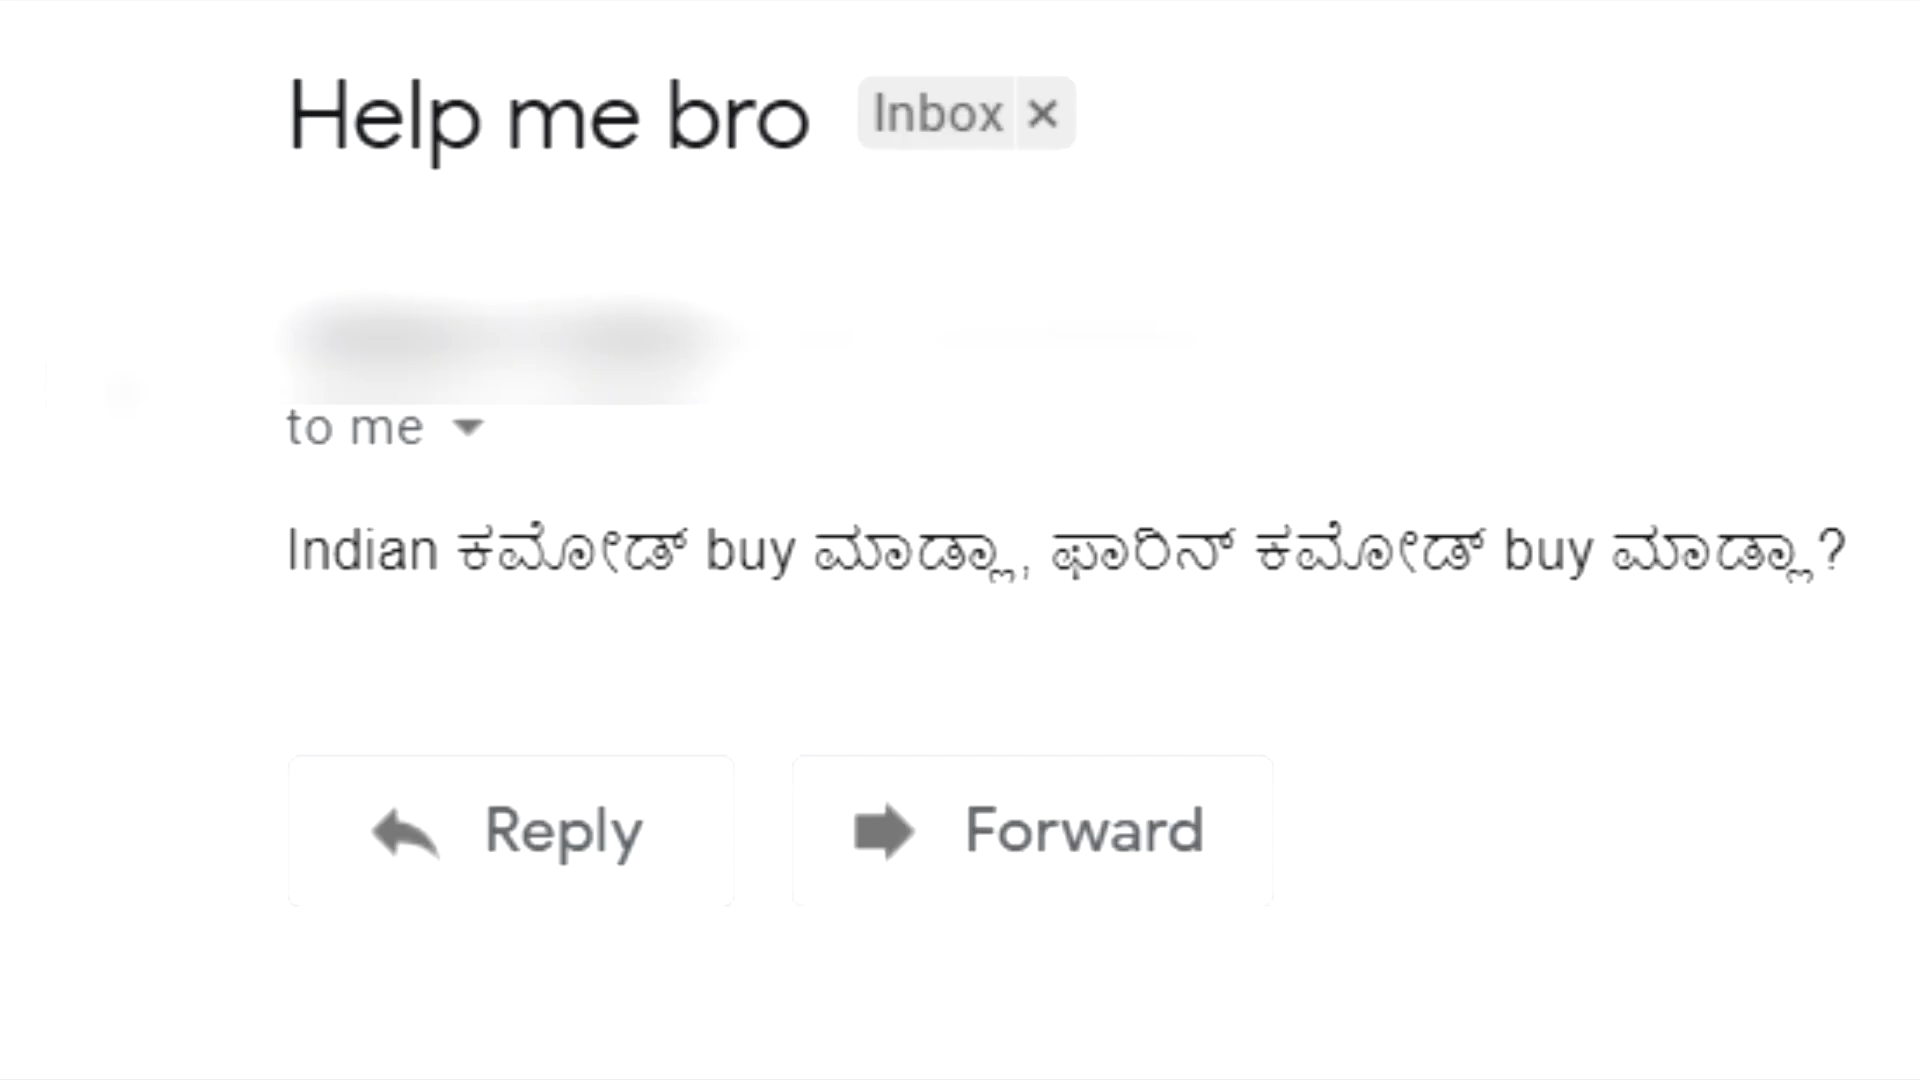 Help me bro Inbox ×
to me
Indian ಕಮೋಡ್ buy ಮಾಡ್ಲಾ, ಫಾರಿನ್ ಕಮೋಡ್ buy ಮಾಡ್ಲಾ?
Reply Forward